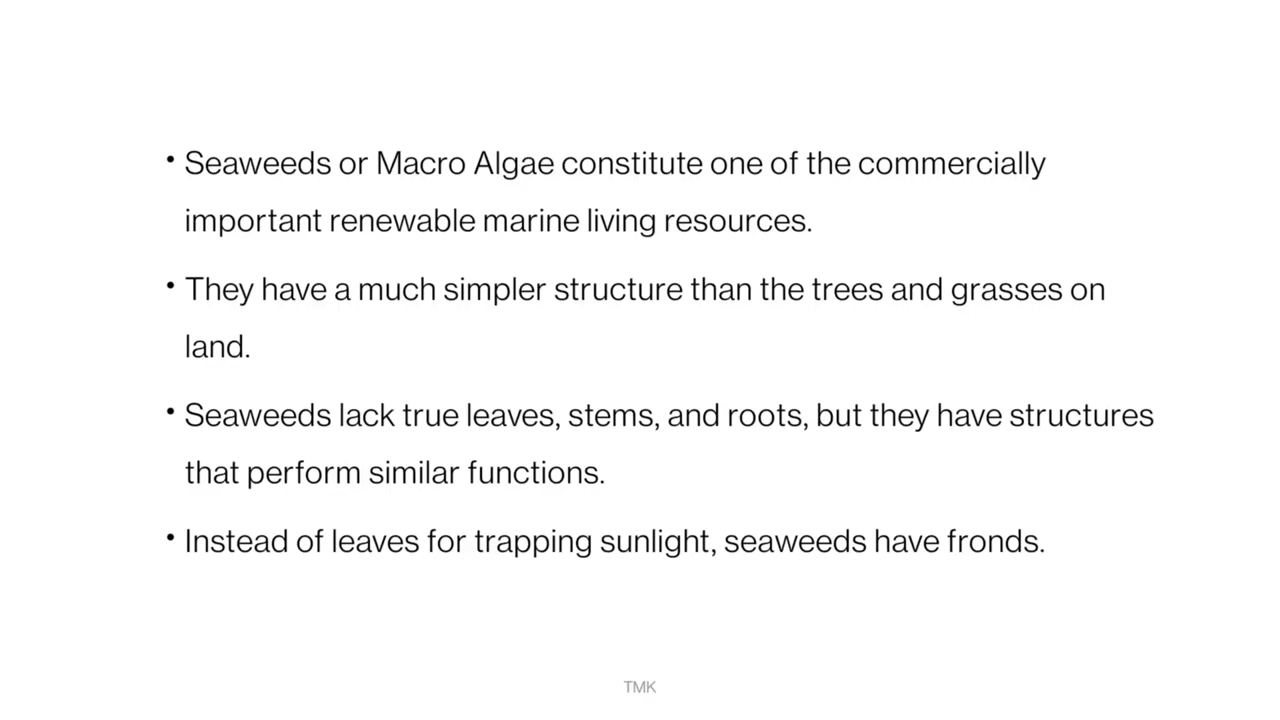 • Seaweeds or Macro Algae constitute one of the commercially
important renewable marine living resources.
• They have a much simpler structure than the trees and grasses on
land.
• Seaweeds lack true leaves, stems, and roots, but they have structures
that perform similar functions.
• Instead of leaves for trapping sunlight, seaweeds have fronds.
TMK